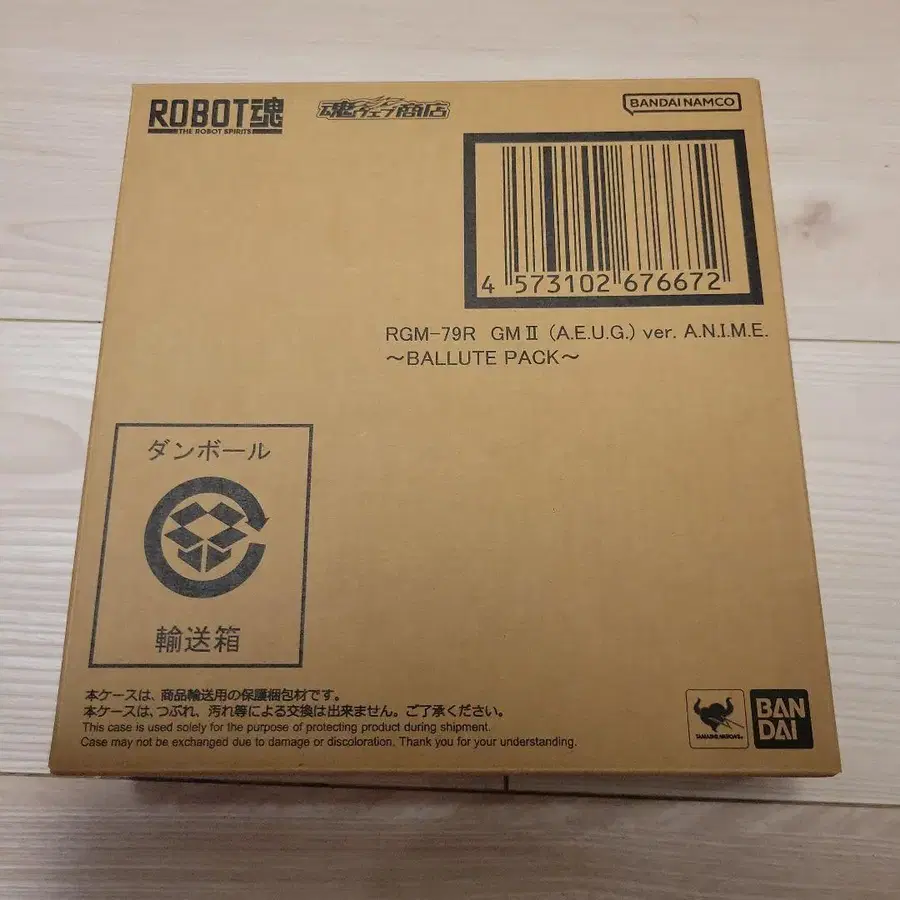 ROBOT魂
THE ROBOT SPIRITS
魂ウェブ商店
BANDAI NAMCO
4 573102 676672
RGM-79R GMⅡ (A.E.U.G.) ver. A.N.I.M.E.
~BALLUTE PACK~
ダンボール
輸送箱
本ケースは、商品輸送用の保護梱包材です。
本ケースは、つぶれ、汚れ等による交換は出来ません。ご了承ください。
This case is used solely for the purpose of protecting product during shipment.
Case may not be exchanged due to damage or discoloration. Thank you for your understanding.
TAMASHII NATIONS
BAN
DAI